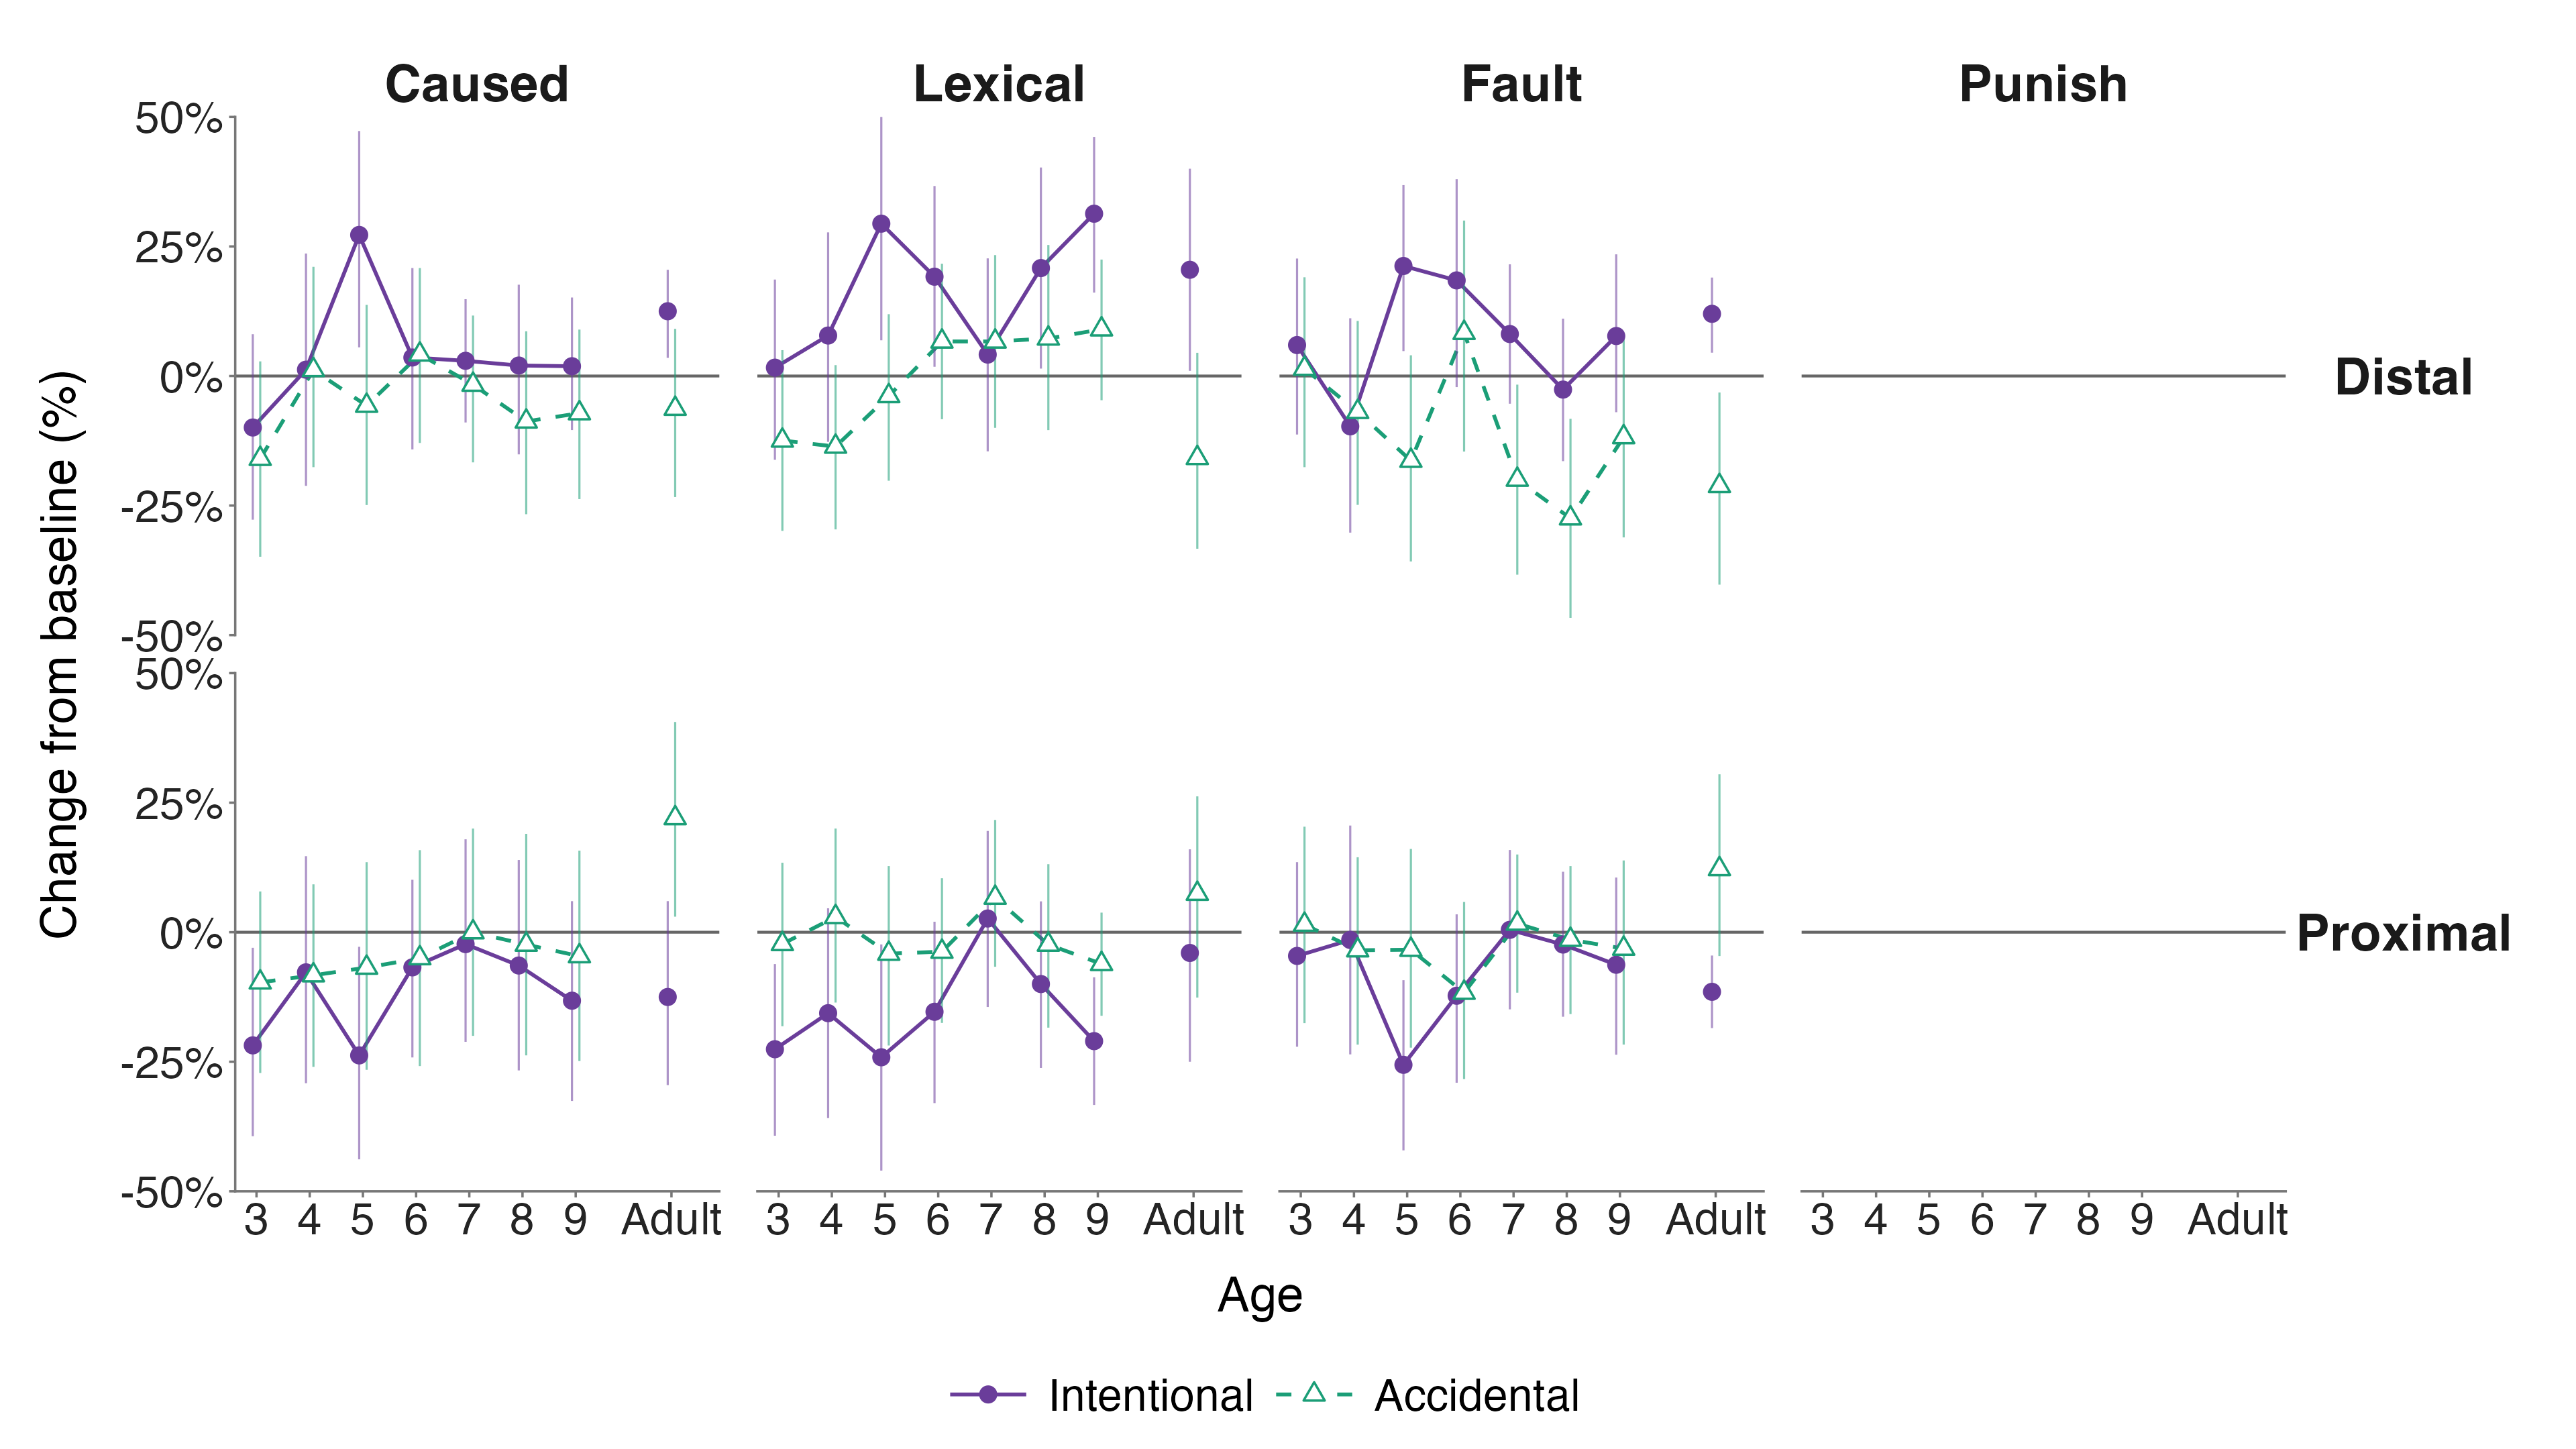 Caused Lexical Fault Punish
50%
25%
0%
-25%
-50%
Distal
50%
25%
0%
-25%
-50%
Proximal
Change from baseline (%)
3 4 5 6 7 8 9 Adult 3 4 5 6 7 8 9 Adult 3 4 5 6 7 8 9 Adult 3 4 5 6 7 8 9 Adult
Age
Intentional Accidental